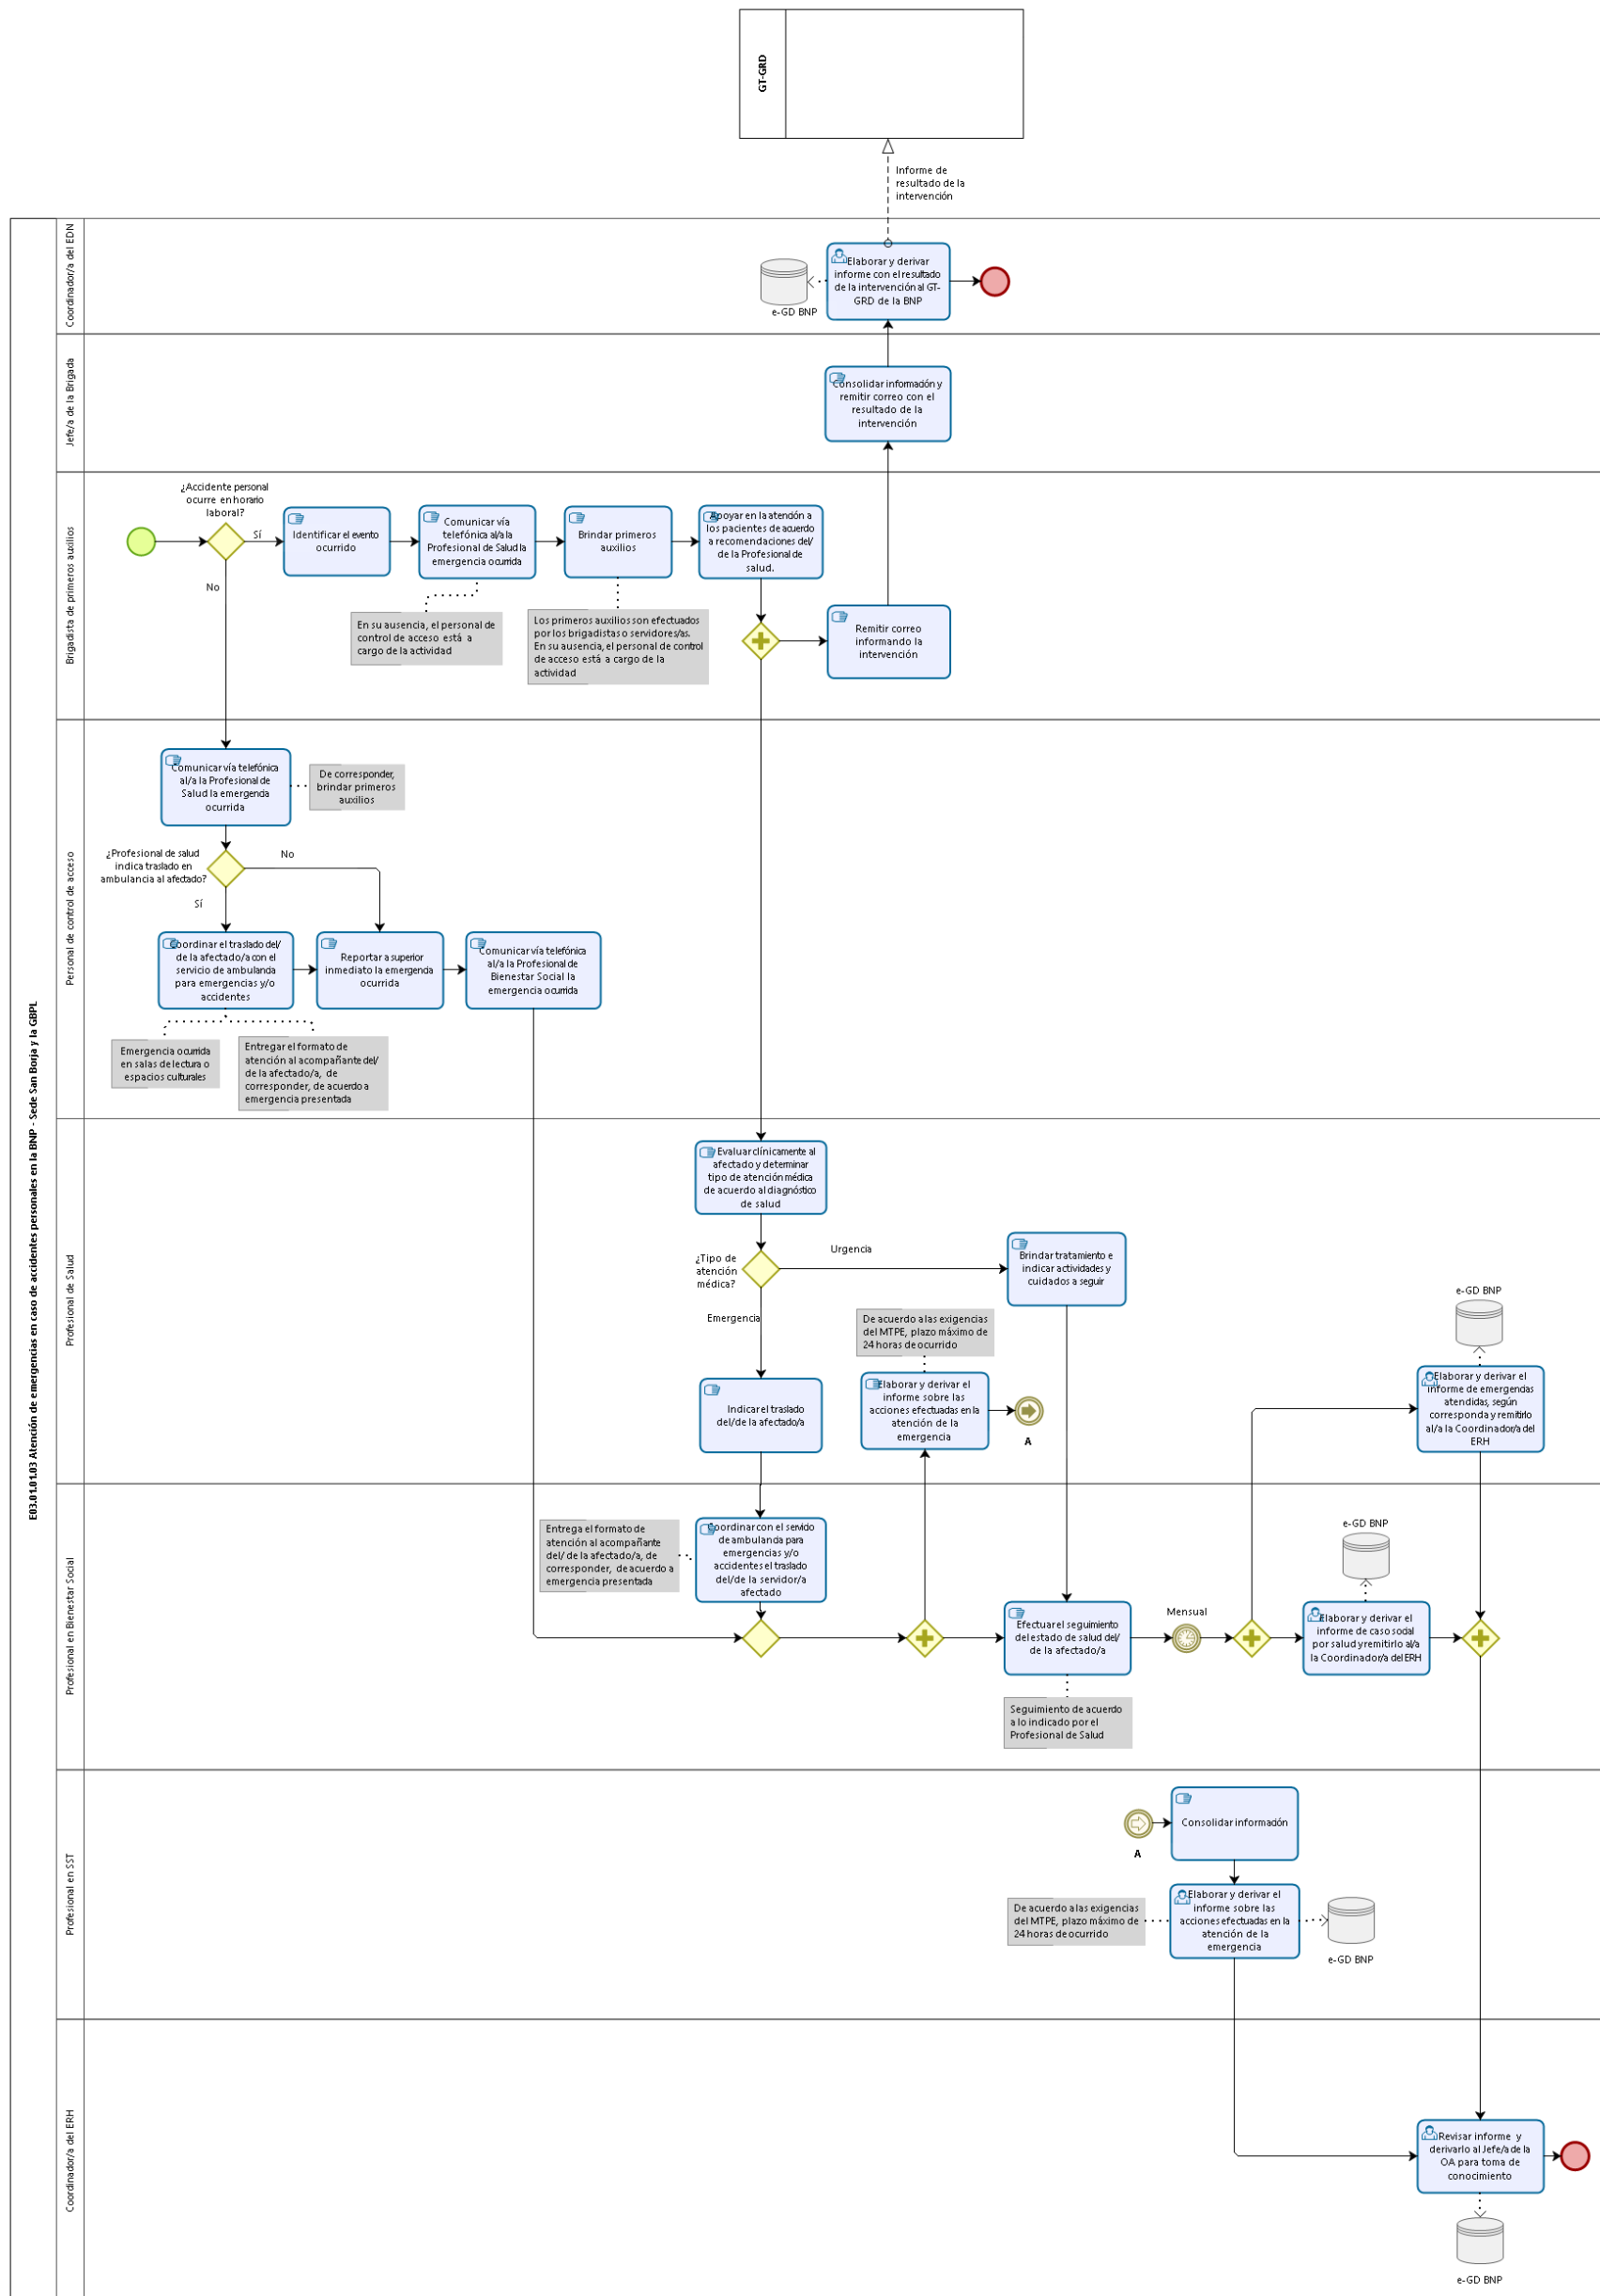 GT-GRD
Informe de
resultado de la
intervención
E03.01.01.03 Atención de emergencias en caso de accidentes personales en la BNP - Sede San Borja y la GBPL
Coordinador/a del EDN
Elaborar y derivar
informe con el resultado
de la intervención al GT-
GRD de la BNP
e-GD BNP
Jefe/a de la Brigada
Consolidar información y
remitir correo con el
resultado de la
intervención
Brigadista de primeros auxilios
¿Accidente personal
ocurre en horario
laboral?
Sí
No
Identificar el evento
ocurrido
Comunicar vía
telefónica al/a la
Profesional de Salud la
emergencia ocurrida
Brindar primeros
auxilios
Apoyar en la atención a
los pacientes de acuerdo
a recomendaciones del/
de la Profesional de
salud.
En su ausencia, el personal de
control de acceso está a
cargo de la actividad
Los primeros auxilios son efectuados
por los brigadistas o servidores/as.
En su ausencia, el personal de control
de acceso está a cargo de la
actividad
Remitir correo
informando la
intervención
Personal de control de acceso
Comunicar vía telefónica
al/a la Profesional de
Salud la emergencia
ocurrida
De corresponder,
brindar primeros
auxilios
¿Profesional de salud
indica traslado en
ambulancia al afectado?
No
Sí
Coordinar el traslado del/
de la afectado/a con el
servicio de ambulancia
para emergencias y/o
accidentes
Reportar a superior
inmediato la emergencia
ocurrida
Comunicar vía telefónica
al/a la Profesional de
Bienestar Social la
emergencia ocurrida
Emergencia ocurrida
en salas de lectura o
espacios culturales
Entregar el formato de
atención al acompañante del/
de la afectado/a, de
corresponder, de acuerdo a
emergencia presentada
Profesional de Salud
Evaluar clínicamente al
afectado y determinar
tipo de atención médica
de acuerdo al diagnóstico
de salud
¿Tipo de
atención
médica?
Urgencia
Emergencia
Brindar tratamiento e
indicar actividades y
cuidados a seguir
De acuerdo a las exigencias
del MTPE, plazo máximo de
24 horas de ocurrido
Indicar el traslado
del/de la afectado/a
Elaborar y derivar el
informe sobre las
acciones efectuadas en la
atención de la
emergencia
A
e-GD BNP
Elaborar y derivar el
informe de emergencias
atendidas, según
corresponda y remitirlo
al/a la Coordinador/a del
ERH
Profesional en Bienestar Social
Entrega el formato de
atención al acompañante
del/ de la afectado/a, de
corresponder, de acuerdo a
emergencia presentada
Coordinar con el servicio
de ambulancia para
emergencias y/o
accidentes el traslado
del/de la servidor/a
afectado
Efectuar el seguimiento
del estado de salud del/
de la afectado/a
Mensual
e-GD BNP
Elaborar y derivar el
informe de caso social
por salud y remitirlo al/a
la Coordinador/a del ERH
Seguimiento de acuerdo
a lo indicado por el
Profesional de Salud
Profesional en SST
A
Consolidar información
De acuerdo a las exigencias
del MTPE, plazo máximo de
24 horas de ocurrido
Elaborar y derivar el
informe sobre las
acciones efectuadas en la
atención de la
emergencia
e-GD BNP
Coordinador/a del ERH
Revisar informe y
derivarlo al Jefe/a de la
OA para toma de
conocimiento
e-GD BNP